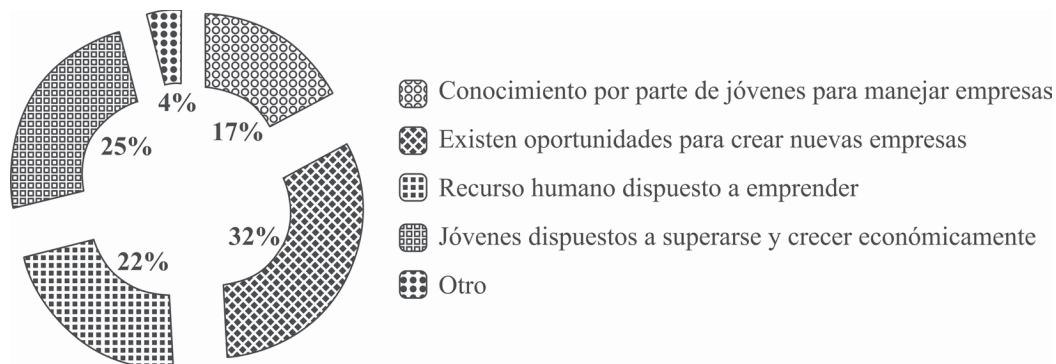 4%
17%
25%
32%
22%
Conocimiento por parte de jóvenes para manejar empresas
Existen oportunidades para crear nuevas empresas
Recurso humano dispuesto a emprender
Jóvenes dispuestos a superarse y crecer económicamente
Otro